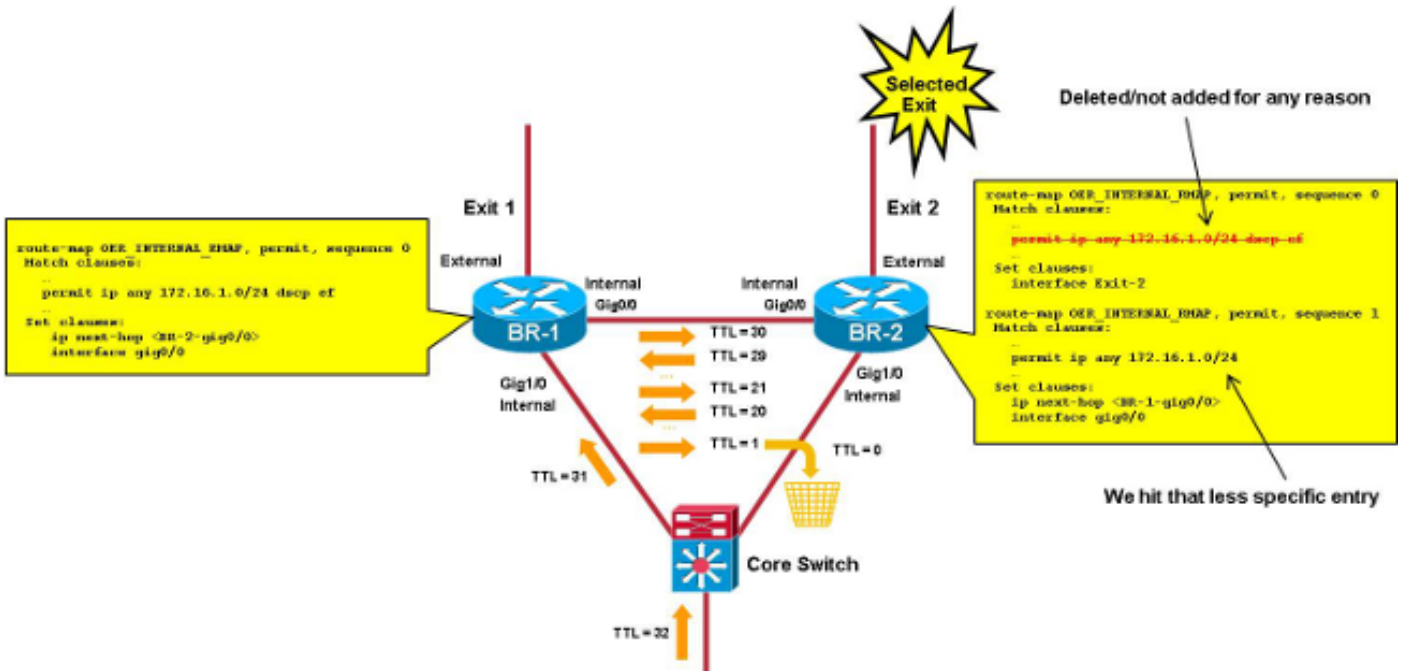 Selected
Exit
Deleted/not added for any reason
Exit 1
Exit 2
route-map OER_INTERNAL_RMAP, permit, sequence 0
Match clauses:
…
permit ip any 172.16.1.0/24 dscp ef
…
Set clauses:
ip next-hop <BR-2-gig0/0>
interface gig0/0
External
Internal
Gig0/0
BR-1
Gig1/0
Internal
External
Internal
Gig0/0
BR-2
Gig1/0
Internal
route-map OER_INTERNAL_RMAP, permit, sequence 0
Match clauses:
…
permit ip any 172.16.1.0/24 dscp ef
…
Set clauses:
interface Exit-2
route-map OER_INTERNAL_RMAP, permit, sequence 1
Match clauses:
…
permit ip any 172.16.1.0/24
…
Set clauses:
ip next-hop <BR-1-gig0/0>
interface gig0/0
TTL = 30
TTL = 29
...
TTL = 21
TTL = 20
...
TTL = 1
TTL = 0
TTL = 31
We hit that less specific entry
Core Switch
TTL = 32